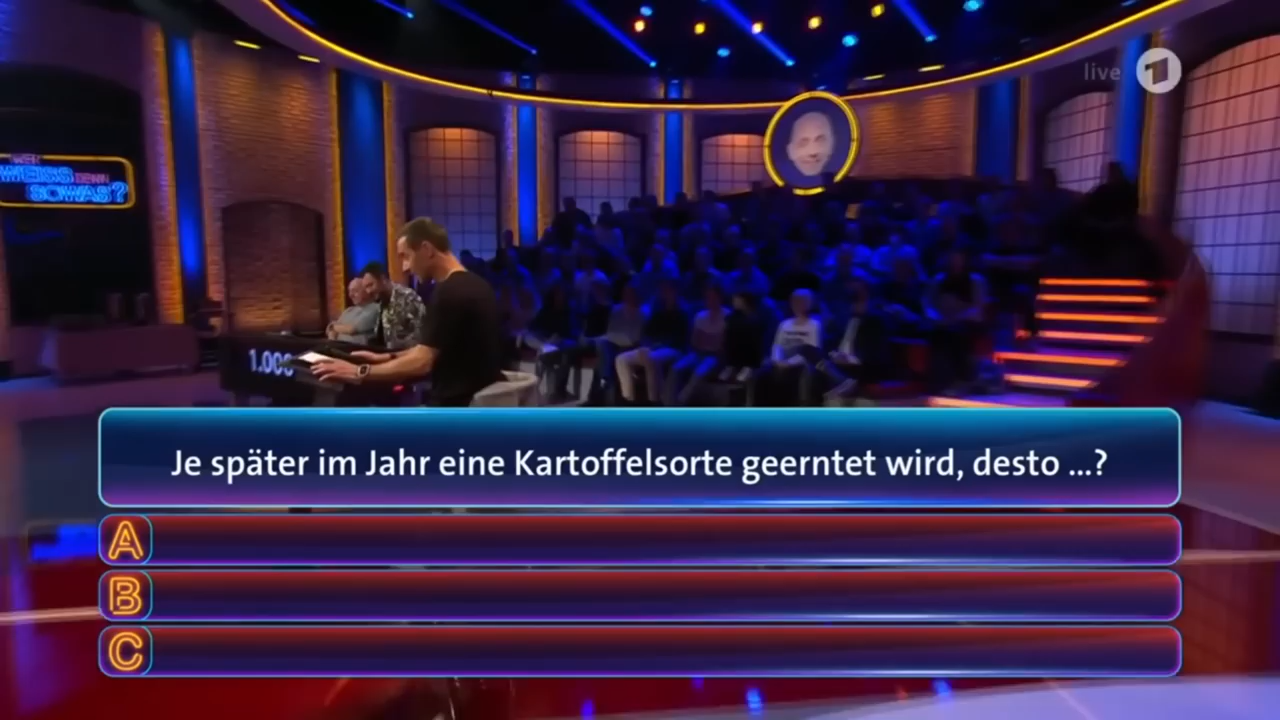 live
WER
WEISS DENN
SOWAS?
1.000
Je später im Jahr eine Kartoffelsorte geerntet wird, desto ...?
A
B
C